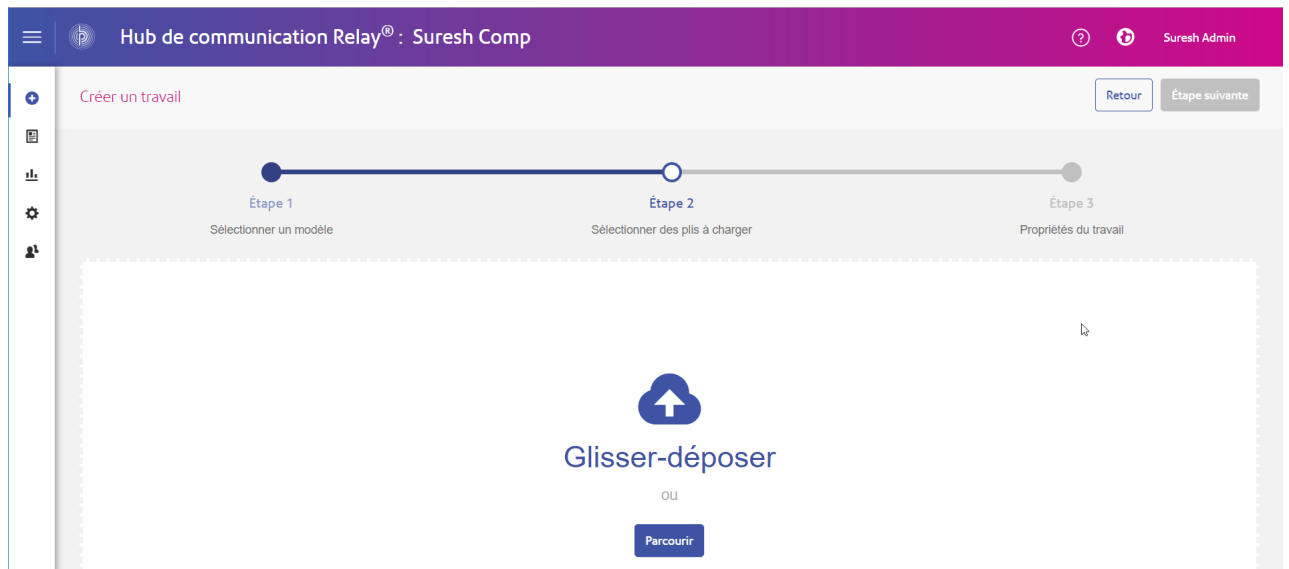 Hub de communication Relay® : Suresh Comp
Suresh Admin
Créer un travail
Retour
Étape suivante
Étape 1
Étape 2
Étape 3
Sélectionner un modèle
Sélectionner des plis à charger
Propriétés du travail
Glisser-déposer
ou
Parcourir